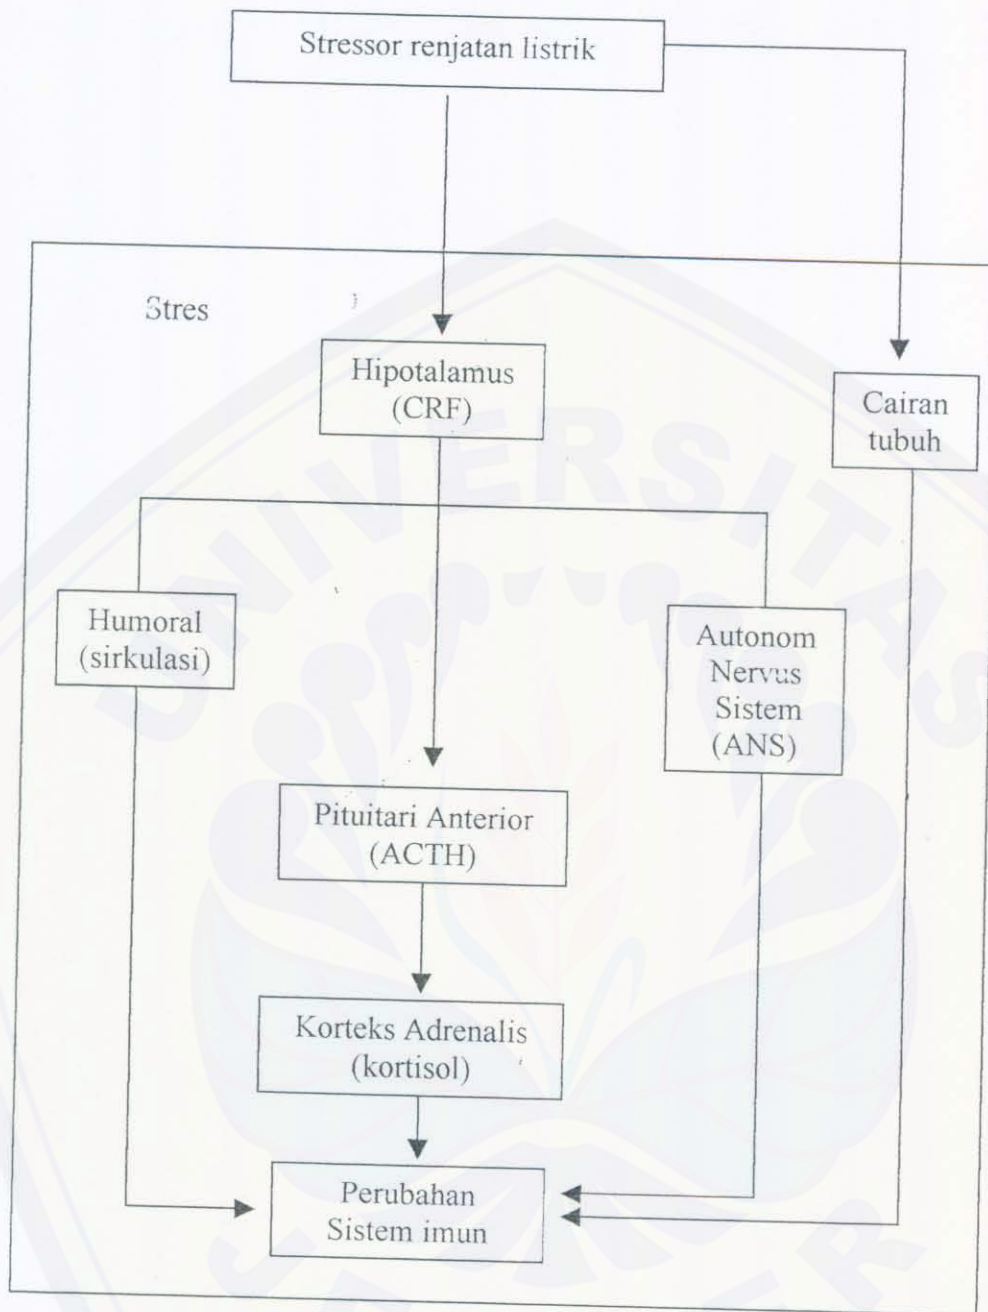 Stressor renjatan listrik
Stres
Hipotalamus
(CRF)
Cairan
tubuh
Humoral
(sirkulasi)
Autonom
Nervus
Sistem
(ANS)
Pituitari Anterior
(ACTH)
Korteks Adrenalis
(kortisol)
Perubahan
Sistem imun
UNIVERSITAS